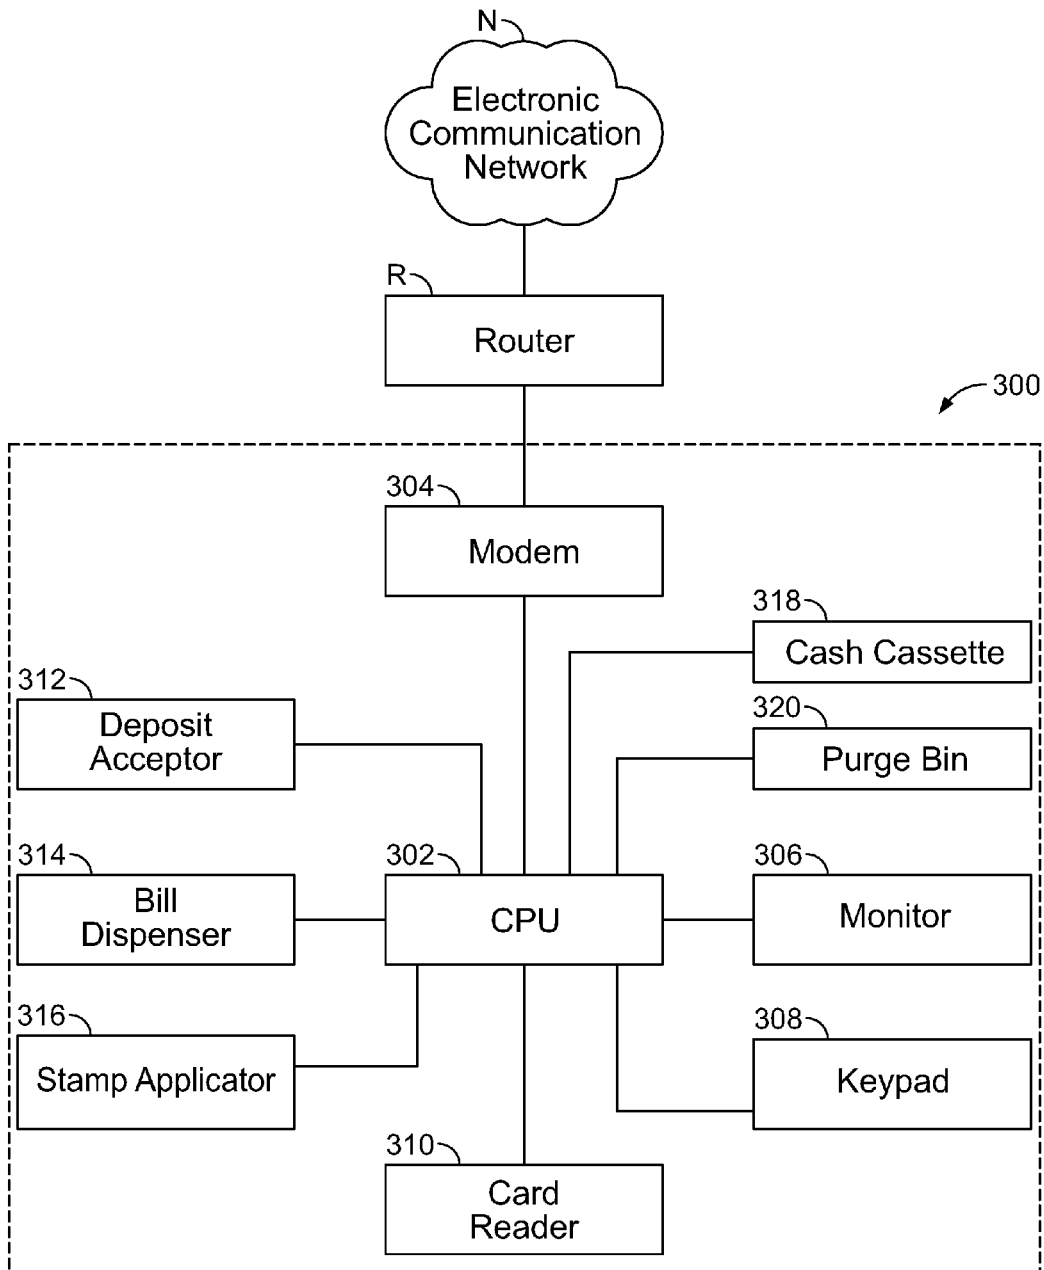 N
Electronic
Communication
Network
R
Router
300
304
Modem
318
Cash Cassette
312
Deposit
Acceptor
320
Purge Bin
314
Bill
Dispenser
302
CPU
306
Monitor
316
Stamp Applicator
308
Keypad
310
Card
Reader